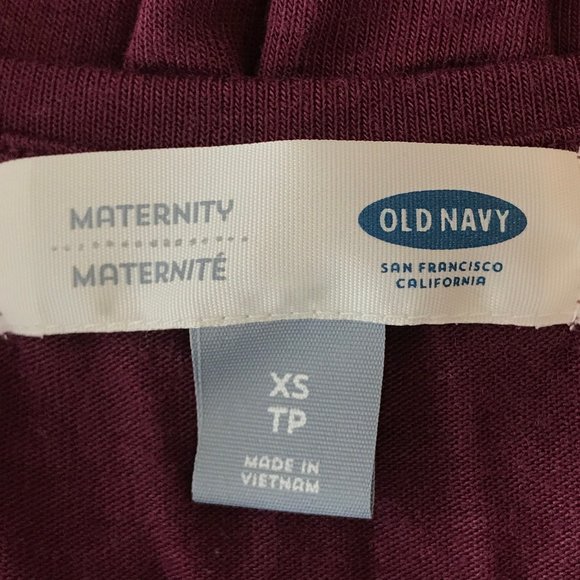 MATERNITY
MATERNITÉ
OLD NAVY
SAN FRANCISCO
CALIFORNIA
XS
TP
MADE IN
VIETNAM